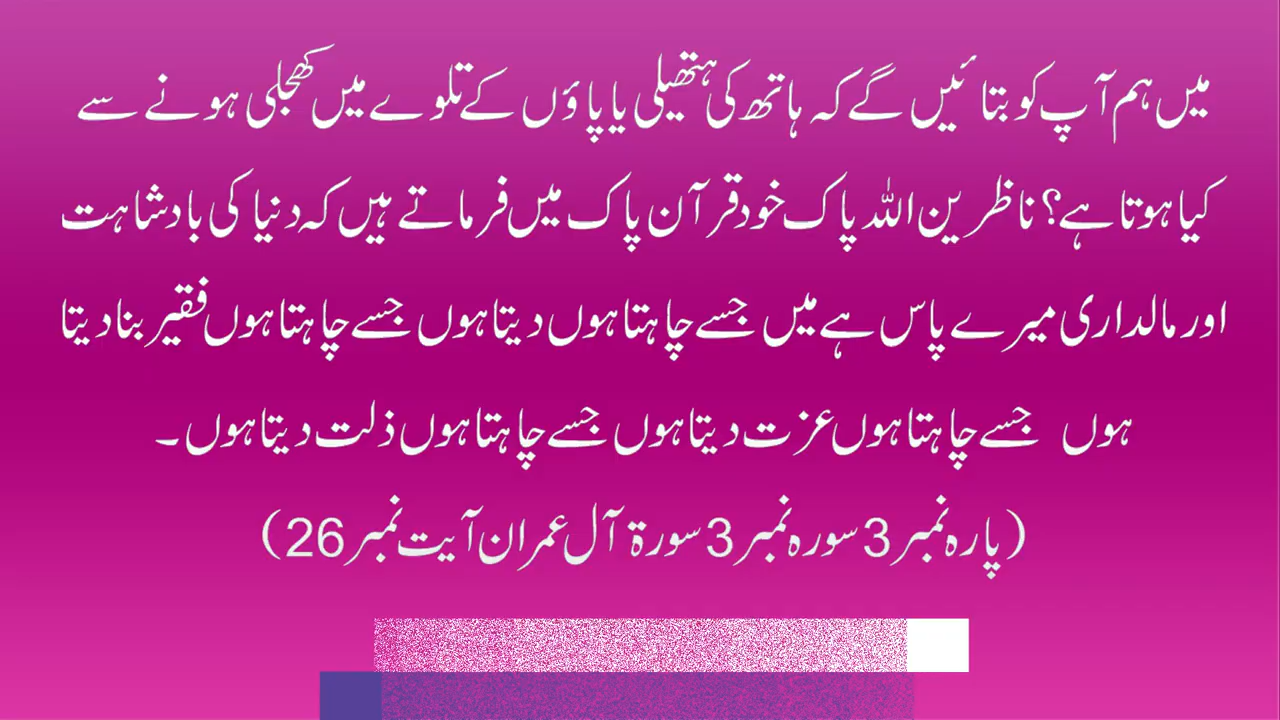 میں ہم آپ کو بتائیں گے کہ ہاتھ کی ہتھیلی یا پاؤں کے تلوے میں کھجلی ہونے سے
کیا ہوتا ہے؟ ناظرین اللہ پاک خود قرآن پاک میں فرماتے ہیں کہ دنیا کی بادشاہت
اور مالداری میرے پاس ہے میں جسے چاہتا ہوں دیتا ہوں جسے چاہتا ہوں فقیر بنا دیتا
ہوں جسے چاہتا ہوں عزت دیتا ہوں جسے چاہتا ہوں ذلت دیتا ہوں۔
(پارہ نمبر 3 سورہ نمبر 3 سورۃ آل عمران آیت نمبر 26)